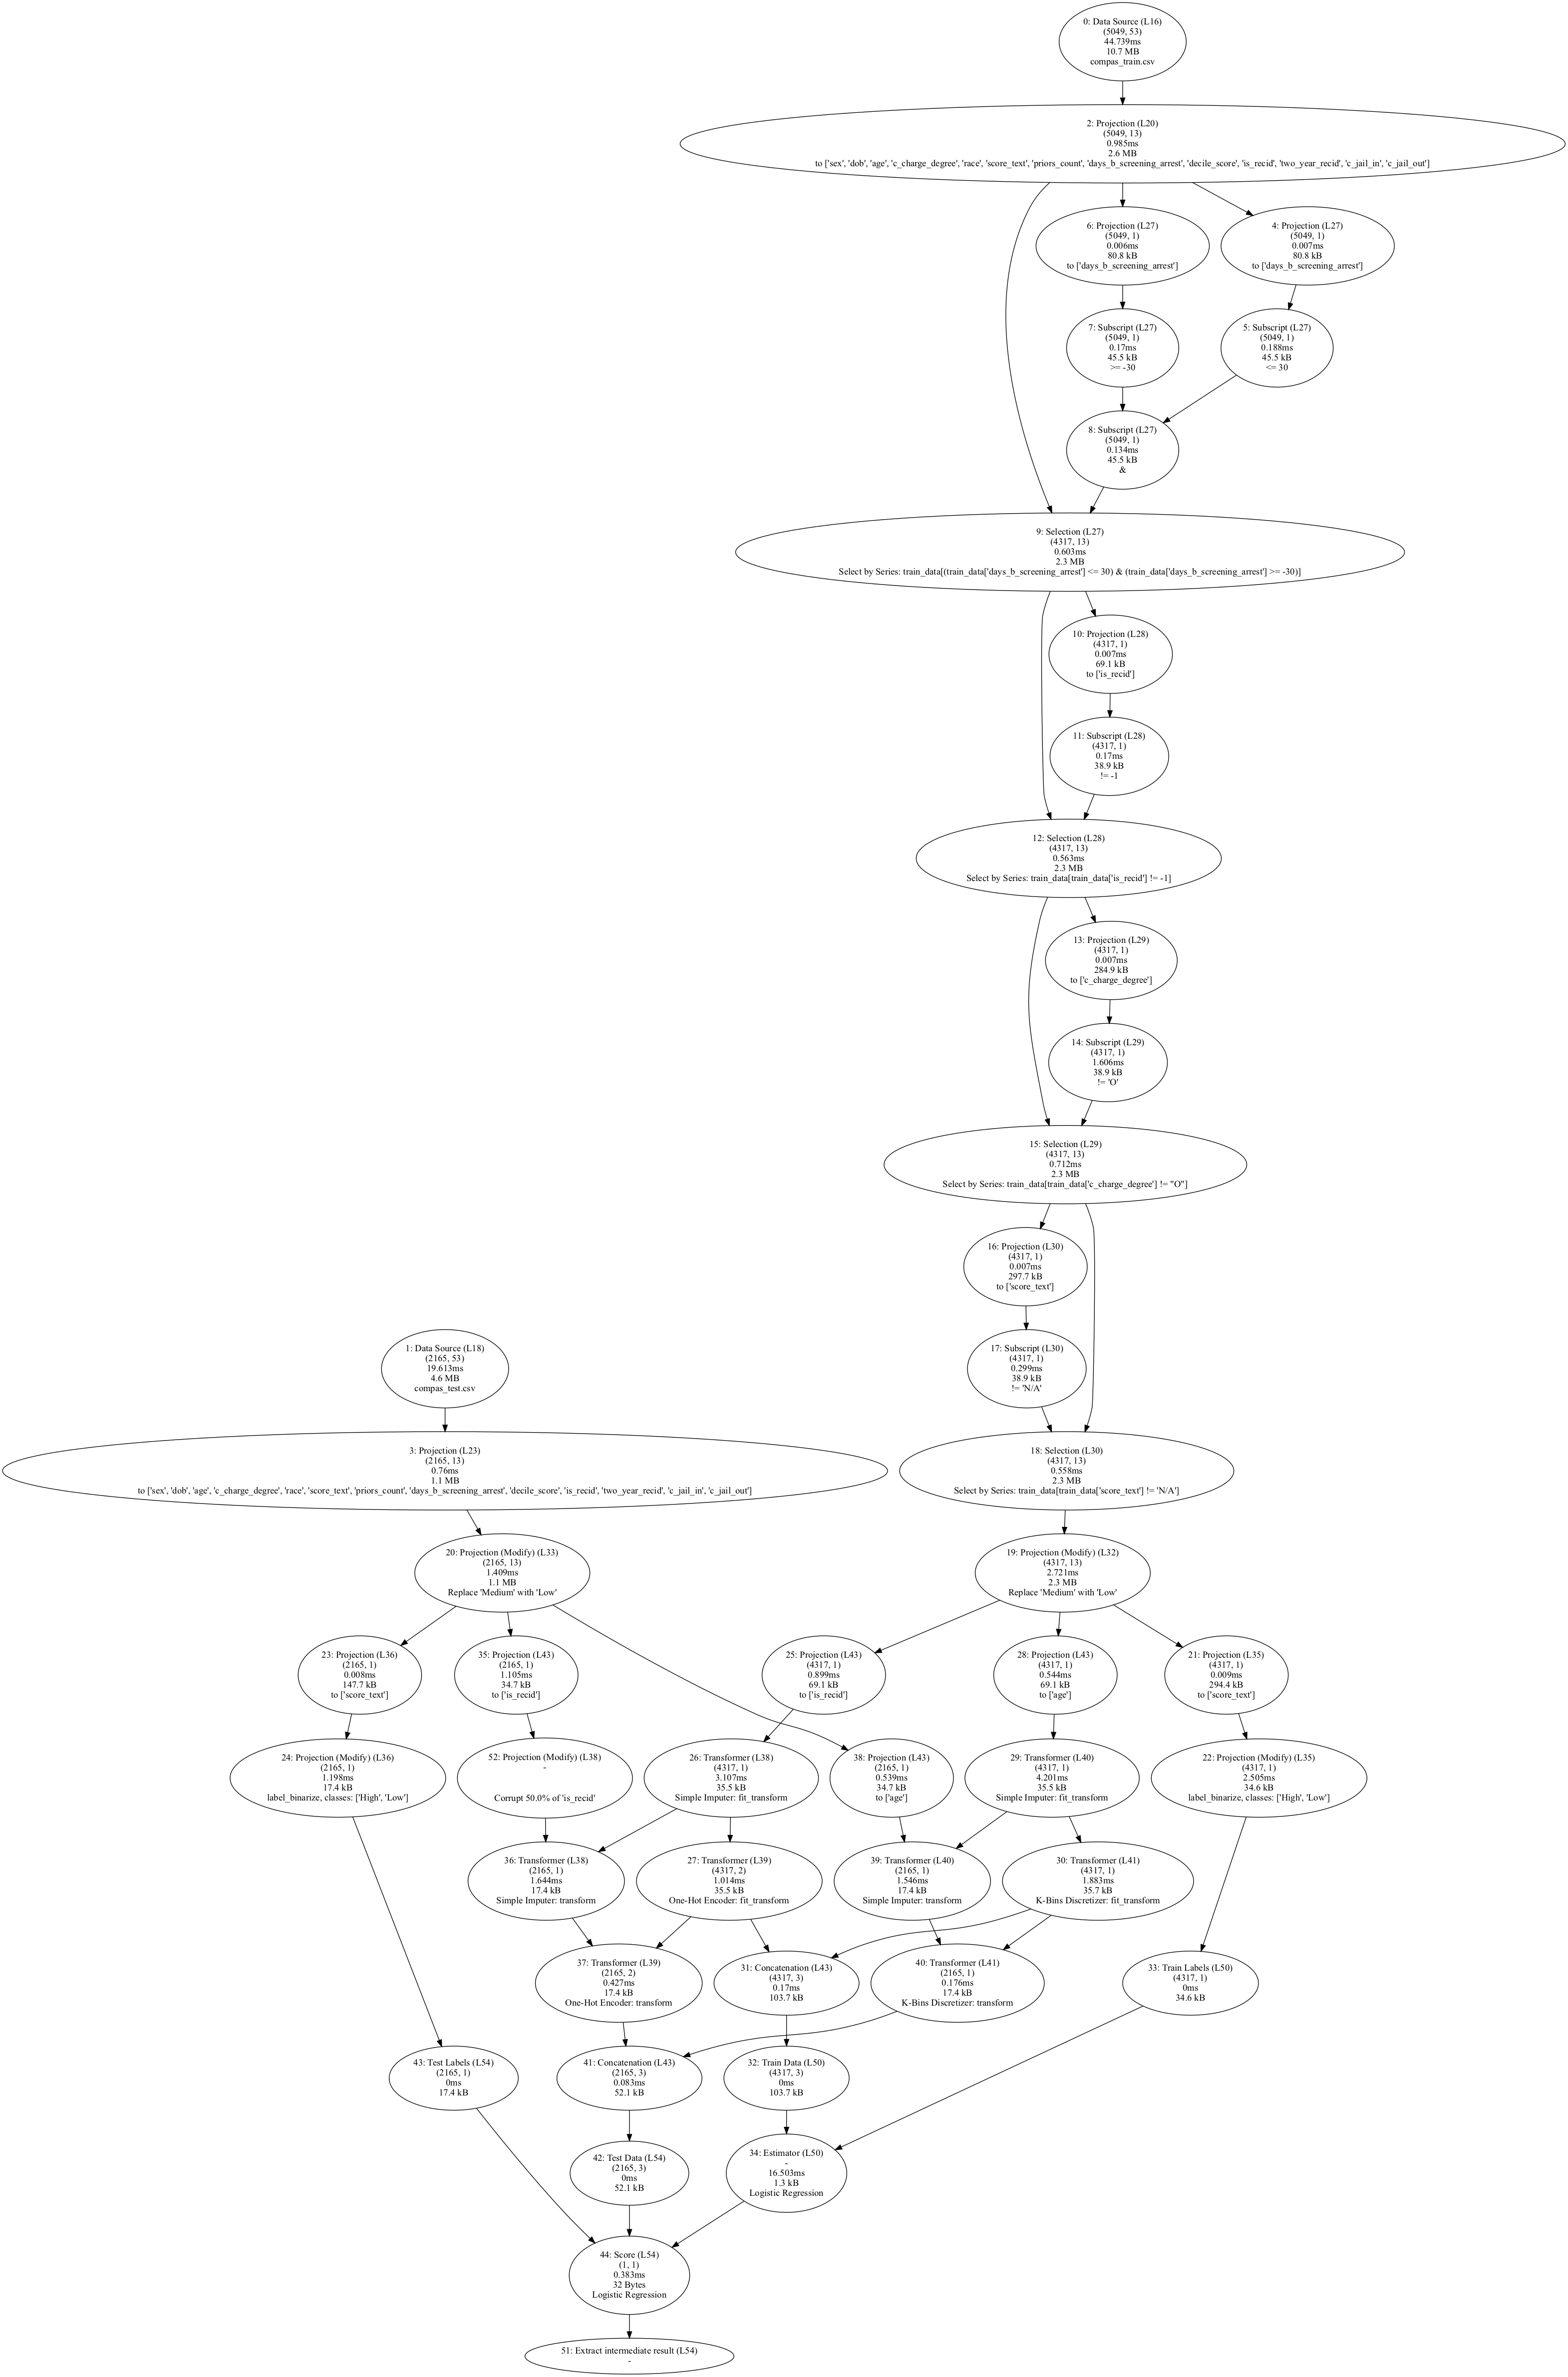 0: Data Source (L16)
(5049, 53)
44.739ms
10.7 MB
compas_train.csv
2: Projection (L20)
(5049, 13)
0.985ms
2.6 MB
to ['sex', 'dob', 'age', 'c_charge_degree', 'race', 'score_text', 'priors_count', 'days_b_screening_arrest', 'decile_score', 'is_recid', 'two_year_recid', 'c_jail_in', 'c_jail_out']
6: Projection (L27)
(5049, 1)
0.006ms
80.8 kB
to ['days_b_screening_arrest']
4: Projection (L27)
(5049, 1)
0.007ms
80.8 kB
to ['days_b_screening_arrest']
7: Subscript (L27)
(5049, 1)
0.17ms
45.5 kB
>= -30
5: Subscript (L27)
(5049, 1)
0.188ms
45.5 kB
<= 30
8: Subscript (L27)
(5049, 1)
0.134ms
45.5 kB
&
9: Selection (L27)
(4317, 13)
0.603ms
2.3 MB
Select by Series: train_data[(train_data['days_b_screening_arrest'] <= 30) & (train_data['days_b_screening_arrest'] >= -30)]
10: Projection (L28)
(4317, 1)
0.007ms
69.1 kB
to ['is_recid']
11: Subscript (L28)
(4317, 1)
0.17ms
38.9 kB
!= -1
12: Selection (L28)
(4317, 13)
0.563ms
2.3 MB
Select by Series: train_data[train_data['is_recid'] != -1]
13: Projection (L29)
(4317, 1)
0.007ms
284.9 kB
to ['c_charge_degree']
14: Subscript (L29)
(4317, 1)
1.606ms
38.9 kB
!= 'O'
15: Selection (L29)
(4317, 13)
0.712ms
2.3 MB
Select by Series: train_data[train_data['c_charge_degree'] != "O"]
16: Projection (L30)
(4317, 1)
0.007ms
297.7 kB
to ['score_text']
1: Data Source (L18)
(2165, 53)
19.613ms
4.6 MB
compas_test.csv
17: Subscript (L30)
(4317, 1)
0.299ms
38.9 kB
!= 'N/A'
3: Projection (L23)
(2165, 13)
0.76ms
1.1 MB
to ['sex', 'dob', 'age', 'c_charge_degree', 'race', 'score_text', 'priors_count', 'days_b_screening_arrest', 'decile_score', 'is_recid', 'two_year_recid', 'c_jail_in', 'c_jail_out']
18: Selection (L30)
(4317, 13)
0.558ms
2.3 MB
Select by Series: train_data[train_data['score_text'] != 'N/A']
20: Projection (Modify) (L33)
(2165, 13)
1.409ms
1.1 MB
Replace 'Medium' with 'Low'
19: Projection (Modify) (L32)
(4317, 13)
2.721ms
2.3 MB
Replace 'Medium' with 'Low'
23: Projection (L36)
(2165, 1)
0.008ms
147.7 kB
to ['score_text']
35: Projection (L43)
(2165, 1)
1.105ms
34.7 kB
to ['is_recid']
25: Projection (L43)
(4317, 1)
0.899ms
69.1 kB
to ['is_recid']
28: Projection (L43)
(4317, 1)
0.544ms
69.1 kB
to ['age']
21: Projection (L35)
(4317, 1)
0.009ms
294.4 kB
to ['score_text']
24: Projection (Modify) (L36)
(2165, 1)
1.198ms
17.4 kB
label_binarize, classes: ['High', 'Low']
52: Projection (Modify) (L38)
-
Corrupt 50.0% of 'is_recid'
26: Transformer (L38)
(4317, 1)
3.107ms
35.5 kB
Simple Imputer: fit_transform
38: Projection (L43)
(2165, 1)
0.539ms
34.7 kB
to ['age']
29: Transformer (L40)
(4317, 1)
4.201ms
35.5 kB
Simple Imputer: fit_transform
22: Projection (Modify) (L35)
(4317, 1)
2.505ms
34.6 kB
label_binarize, classes: ['High', 'Low']
36: Transformer (L38)
(2165, 1)
1.644ms
17.4 kB
Simple Imputer: transform
27: Transformer (L39)
(4317, 2)
1.014ms
35.5 kB
One-Hot Encoder: fit_transform
39: Transformer (L40)
(2165, 1)
1.546ms
17.4 kB
Simple Imputer: transform
30: Transformer (L41)
(4317, 1)
1.883ms
35.7 kB
K-Bins Discretizer: fit_transform
37: Transformer (L39)
(2165, 2)
0.427ms
17.4 kB
One-Hot Encoder: transform
31: Concatenation (L43)
(4317, 3)
0.17ms
103.7 kB
40: Transformer (L41)
(2165, 1)
0.176ms
17.4 kB
K-Bins Discretizer: transform
33: Train Labels (L50)
(4317, 1)
0ms
34.6 kB
43: Test Labels (L54)
(2165, 1)
0ms
17.4 kB
41: Concatenation (L43)
(2165, 3)
0.083ms
52.1 kB
32: Train Data (L50)
(4317, 3)
0ms
103.7 kB
42: Test Data (L54)
(2165, 3)
0ms
52.1 kB
34: Estimator (L50)
-
16.503ms
1.3 kB
Logistic Regression
44: Score (L54)
(1, 1)
0.383ms
32 Bytes
Logistic Regression
51: Extract intermediate result (L54)
-